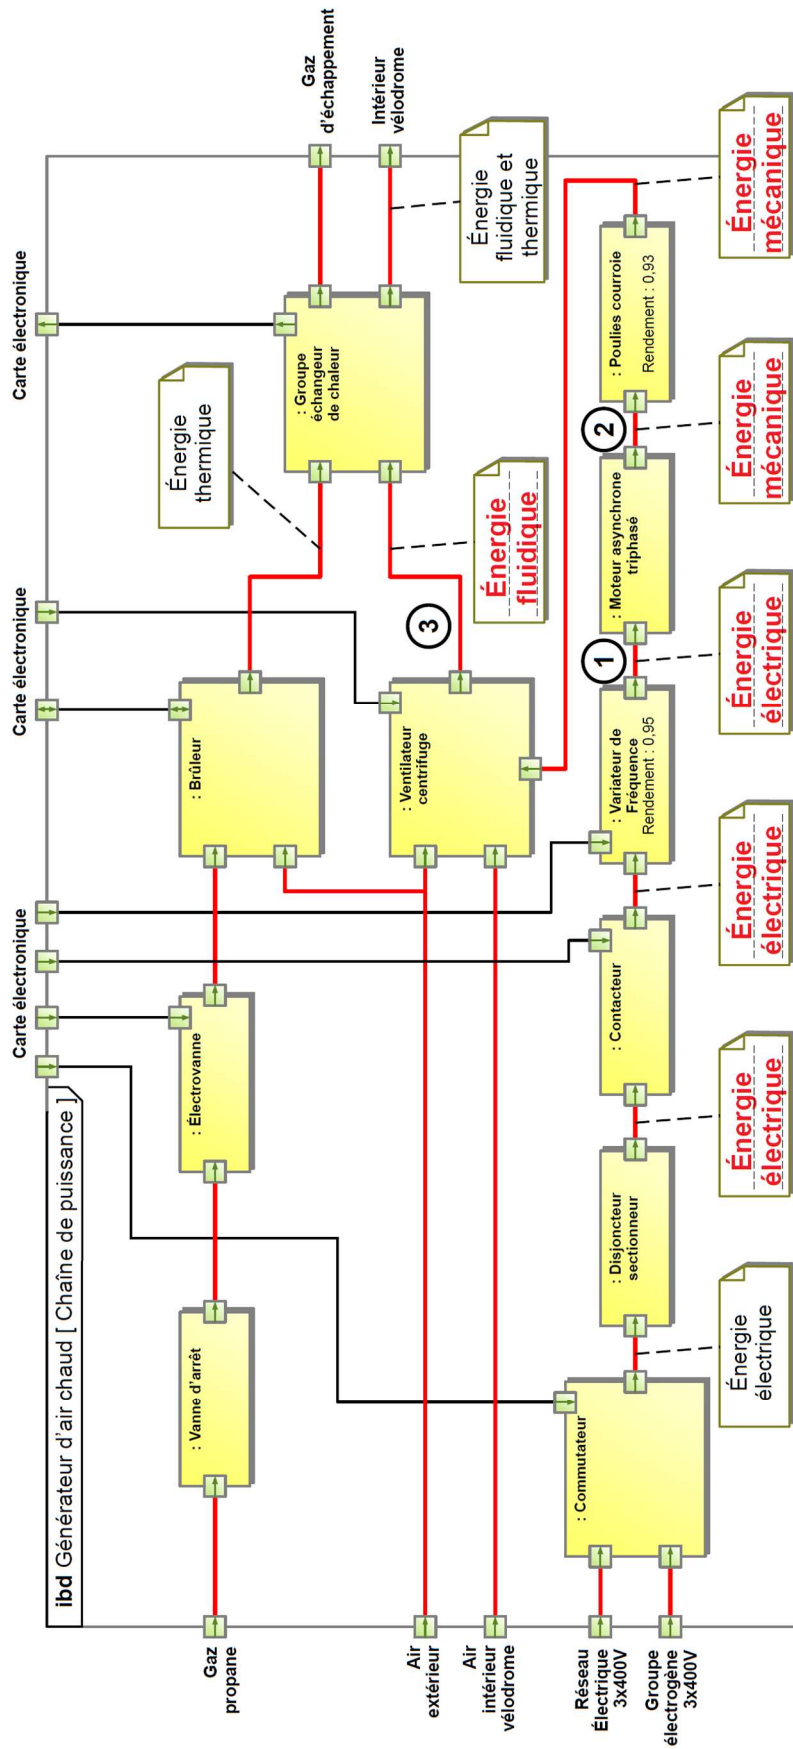 ibd Générateur d'air chaud [ Chaîne de puissance ]
Carte électronique
Carte électronique
Carte électronique
Gaz
propane
: Vanne d'arrêt
: Électrovanne
: Brûleur
Énergie
thermique
: Groupe
échangeur
de chaleur
Gaz
d'échappement
Intérieur
vélodrome
Énergie
fluidique et
thermique
Air
extérieur
Air
intérieur
vélodrome
: Ventilateur
centrifuge
3
Énergie
fluidique
Réseau
Électrique
3x400V
Groupe
électrogène
3x400V
: Commutateur
: Disjoncteur
sectionneur
: Contacteur
: Variateur de
Fréquence
Rendement : 0,95
1
: Moteur asynchrone
triphasé
2
: Poulies courroie
Rendement : 0,93
Énergie
électrique
Énergie
électrique
Énergie
électrique
Énergie
électrique
Énergie
mécanique
Énergie
mécanique